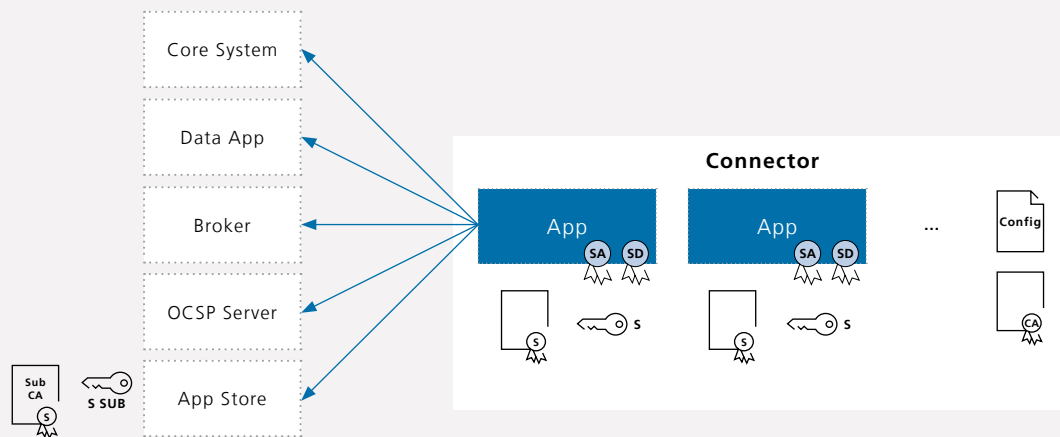 Core System
Data App
Broker
OCSP Server
App Store
Sub
CA
S
S SUB
Connector
App
SA
SD
S
S
App
SA
SD
S
S
...
Config
CA